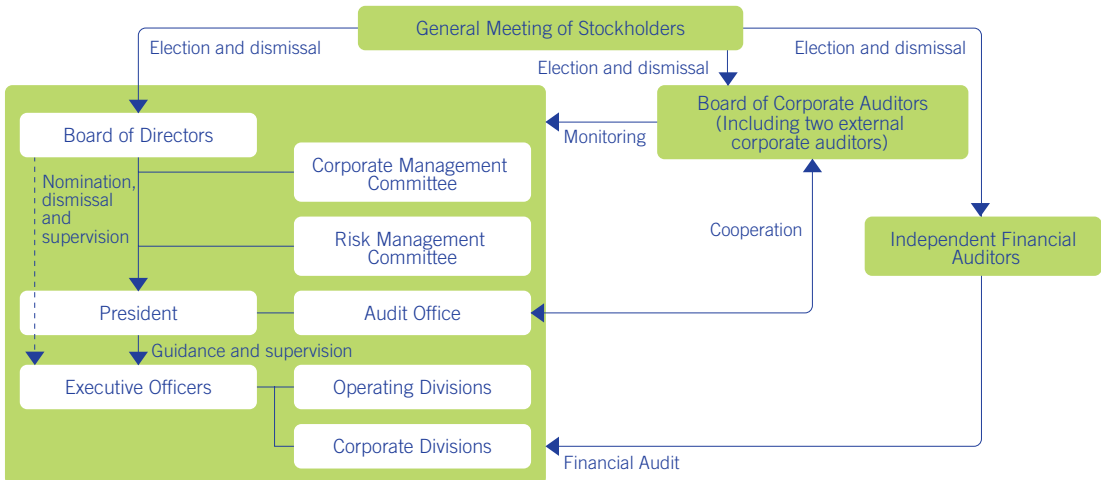 General Meeting of Stockholders
Election and dismissal
Election and dismissal
Election and dismissal
Board of Corporate Auditors
(Including two external
corporate auditors)
Board of Directors
Monitoring
Corporate Management
Committee
Nomination,
dismissal
and
supervision
Cooperation
Risk Management
Committee
Independent Financial
Auditors
President
Audit Office
Guidance and supervision
Executive Officers
Operating Divisions
Corporate Divisions
Financial Audit